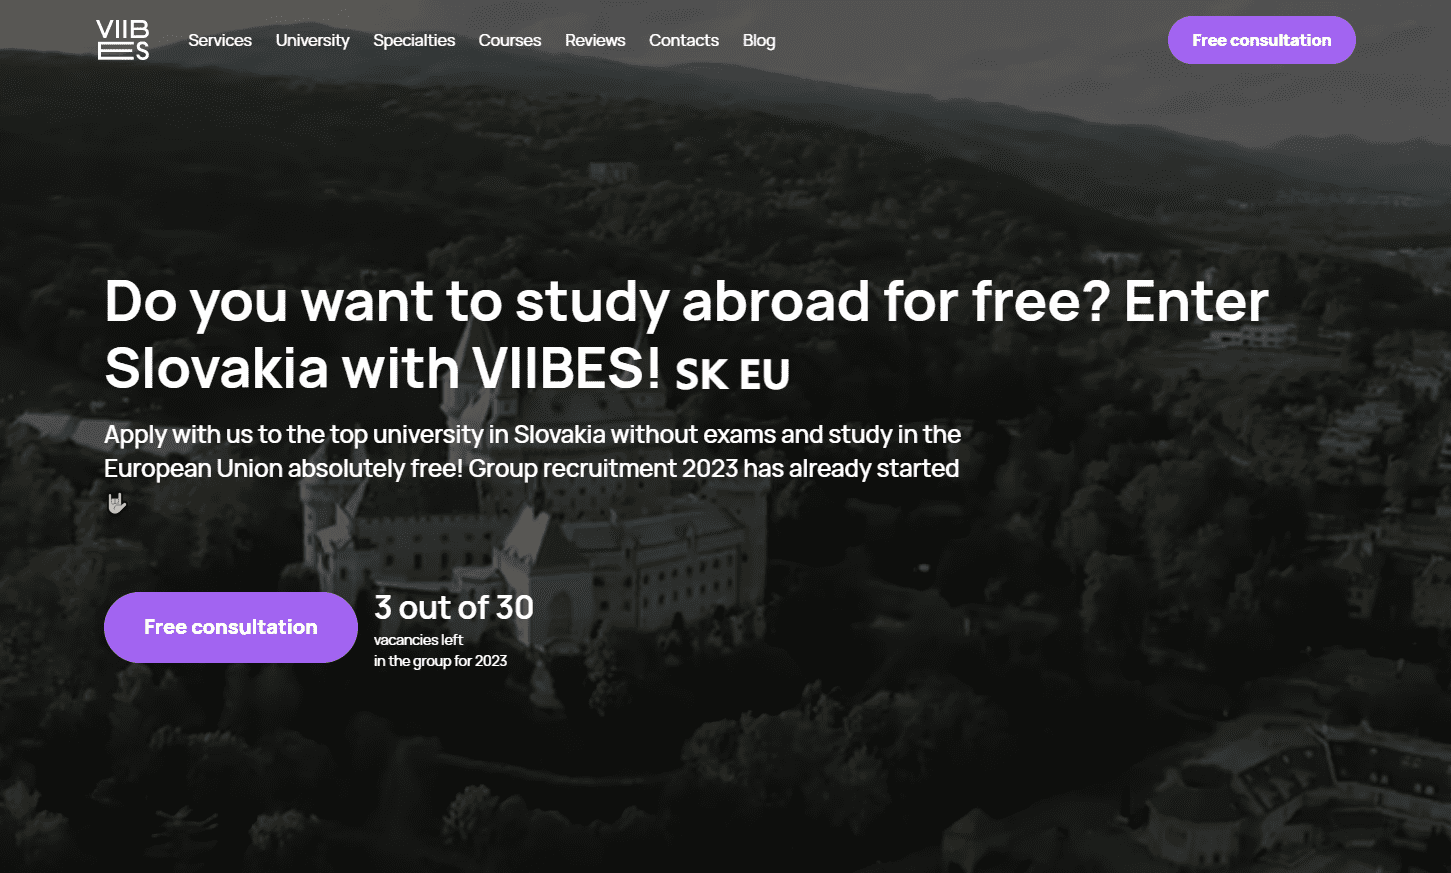 VIIB
ES
Services University Specialties Courses Reviews Contacts Blog
Free consultation
Do you want to study abroad for free? Enter
Slovakia with VIIBES! SK EU
Apply with us to the top university in Slovakia without exams and study in the
European Union absolutely free! Group recruitment 2023 has already started
🤘
Free consultation
3 out of 30
vacancies left
in the group for 2023